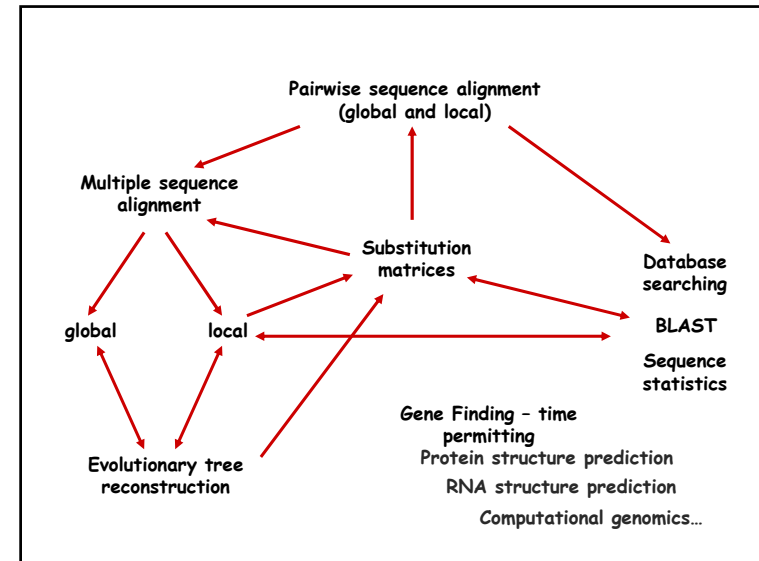 Pairwise sequence alignment
(global and local)
Multiple sequence
alignment
Substitution
matrices
Database
searching
global
local
BLAST
Sequence
statistics
Gene Finding – time
permitting
Protein structure prediction
Evolutionary tree
reconstruction
RNA structure prediction
Computational genomics…